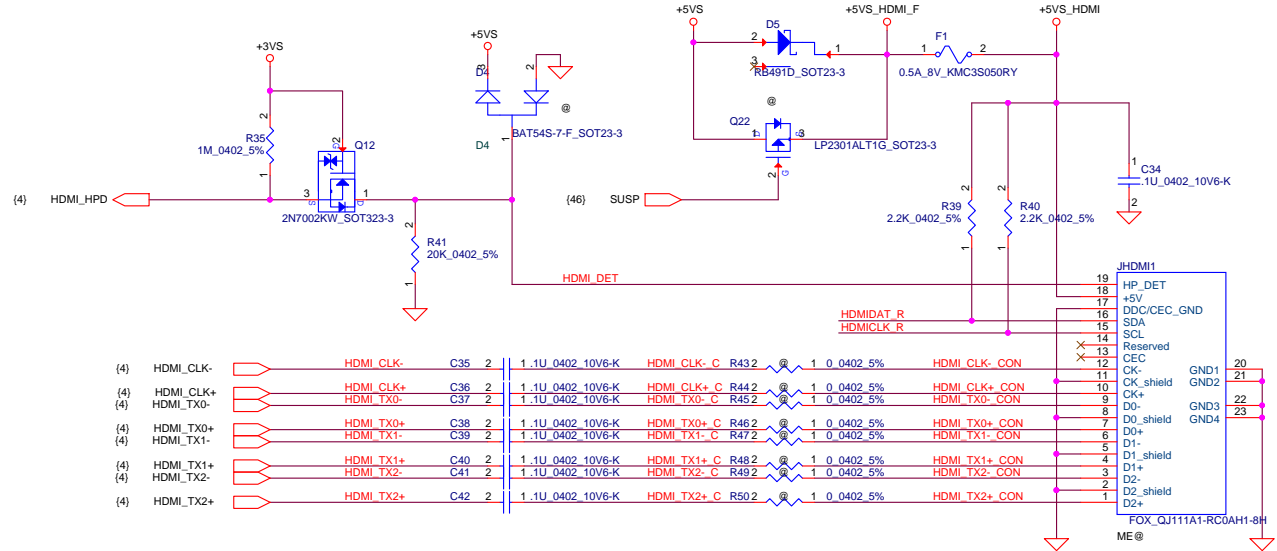 +5VS
+5VS_HDMI_F
+5VS_HDMI
D5
F1
2
1
1
2
3
RB491D_SOT23-3
0.5A_8V_KMC3S050RY
+3VS
+5VS
D4
3
2
@
BAT54S-7-F_SOT23-3
1
D4
@
Q22
1
D
S
3
LP2301ALT1G_SOT23-3
2
G
2
R35
1M_0402_5%
1
2
G
Q12
3
S
D
1
2N7002KW_SOT323-3
{4} HDMI_HPD
{46} SUSP
2
R41
20K_0402_5%
1
2
R39
2.2K_0402_5%
1
2
R40
2.2K_0402_5%
1
1
C34
.1U_0402_10V6-K
2
HDMI_DET
HDMIDAT_R
HDMICLK_R
JHDMI1
19 HP_DET
18 +5V
17 DDC/CEC_GND
16 SDA
15 SCL
14 Reserved
13 CEC
12 CK-
11 CK_shield
10 CK+
9 D0-
8 D0_shield
7 D0+
6 D1-
5 D1_shield
4 D1+
3 D2-
2 D2_shield
1 D2+
GND1 20
GND2 21
GND3 22
GND4 23
FOX_QJ111A1-RC0AH1-8H
ME@
{4} HDMI_CLK- HDMI_CLK- C35 2 1 .1U_0402_10V6-K HDMI_CLK-_C R43 2 @ 1 0_0402_5% HDMI_CLK-_CON
{4} HDMI_CLK+ HDMI_CLK+ C36 2 1 .1U_0402_10V6-K HDMI_CLK+_C R44 2 @ 1 0_0402_5% HDMI_CLK+_CON
{4} HDMI_TX0- HDMI_TX0- C37 2 1 .1U_0402_10V6-K HDMI_TX0-_C R45 2 @ 1 0_0402_5% HDMI_TX0-_CON
{4} HDMI_TX0+ HDMI_TX0+ C38 2 1 .1U_0402_10V6-K HDMI_TX0+_C R46 2 @ 1 0_0402_5% HDMI_TX0+_CON
{4} HDMI_TX1- HDMI_TX1- C39 2 1 .1U_0402_10V6-K HDMI_TX1-_C R47 2 @ 1 0_0402_5% HDMI_TX1-_CON
{4} HDMI_TX1+ HDMI_TX1+ C40 2 1 .1U_0402_10V6-K HDMI_TX1+_C R48 2 @ 1 0_0402_5% HDMI_TX1+_CON
{4} HDMI_TX2- HDMI_TX2- C41 2 1 .1U_0402_10V6-K HDMI_TX2-_C R49 2 @ 1 0_0402_5% HDMI_TX2-_CON
{4} HDMI_TX2+ HDMI_TX2+ C42 2 1 .1U_0402_10V6-K HDMI_TX2+_C R50 2 @ 1 0_0402_5% HDMI_TX2+_CON